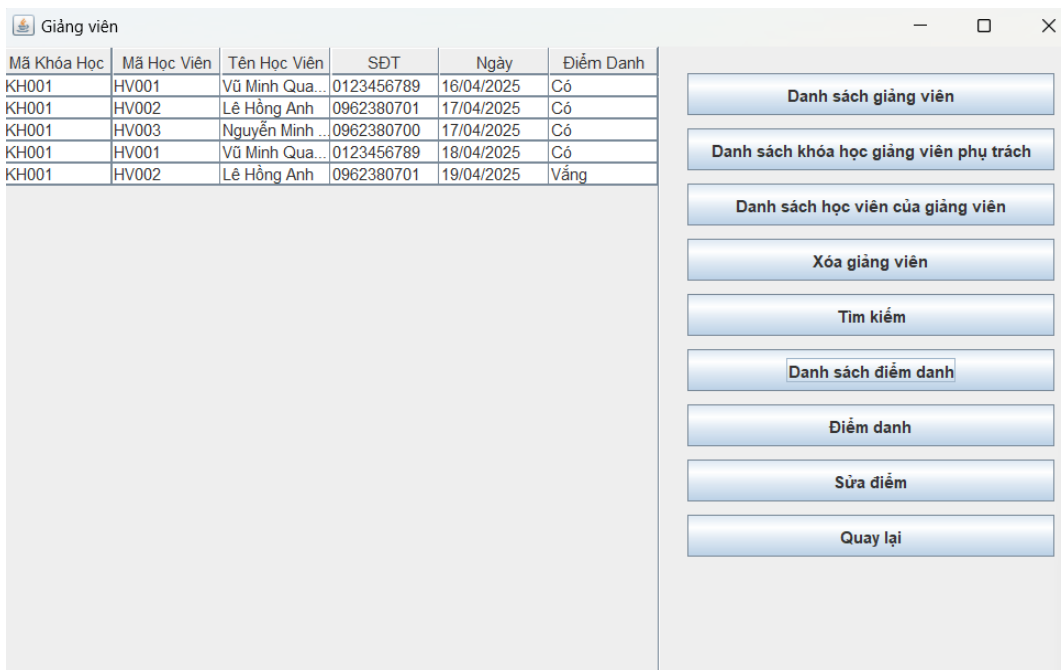 Giảng viên
Mã Khóa Học Mã Học Viên Tên Học Viên SĐT Ngày Điểm Danh
KH001 HV001 Vũ Minh Qua... 0123456789 16/04/2025 Có
KH001 HV002 Lê Hồng Anh 0962380701 17/04/2025 Có
KH001 HV003 Nguyễn Minh ... 0962380700 17/04/2025 Có
KH001 HV001 Vũ Minh Qua... 0123456789 18/04/2025 Có
KH001 HV002 Lê Hồng Anh 0962380701 19/04/2025 Vắng
Danh sách giảng viên
Danh sách khóa học giảng viên phụ trách
Danh sách học viên của giảng viên
Xóa giảng viên
Tìm kiếm
Danh sách điểm danh
Điểm danh
Sửa điểm
Quay lại